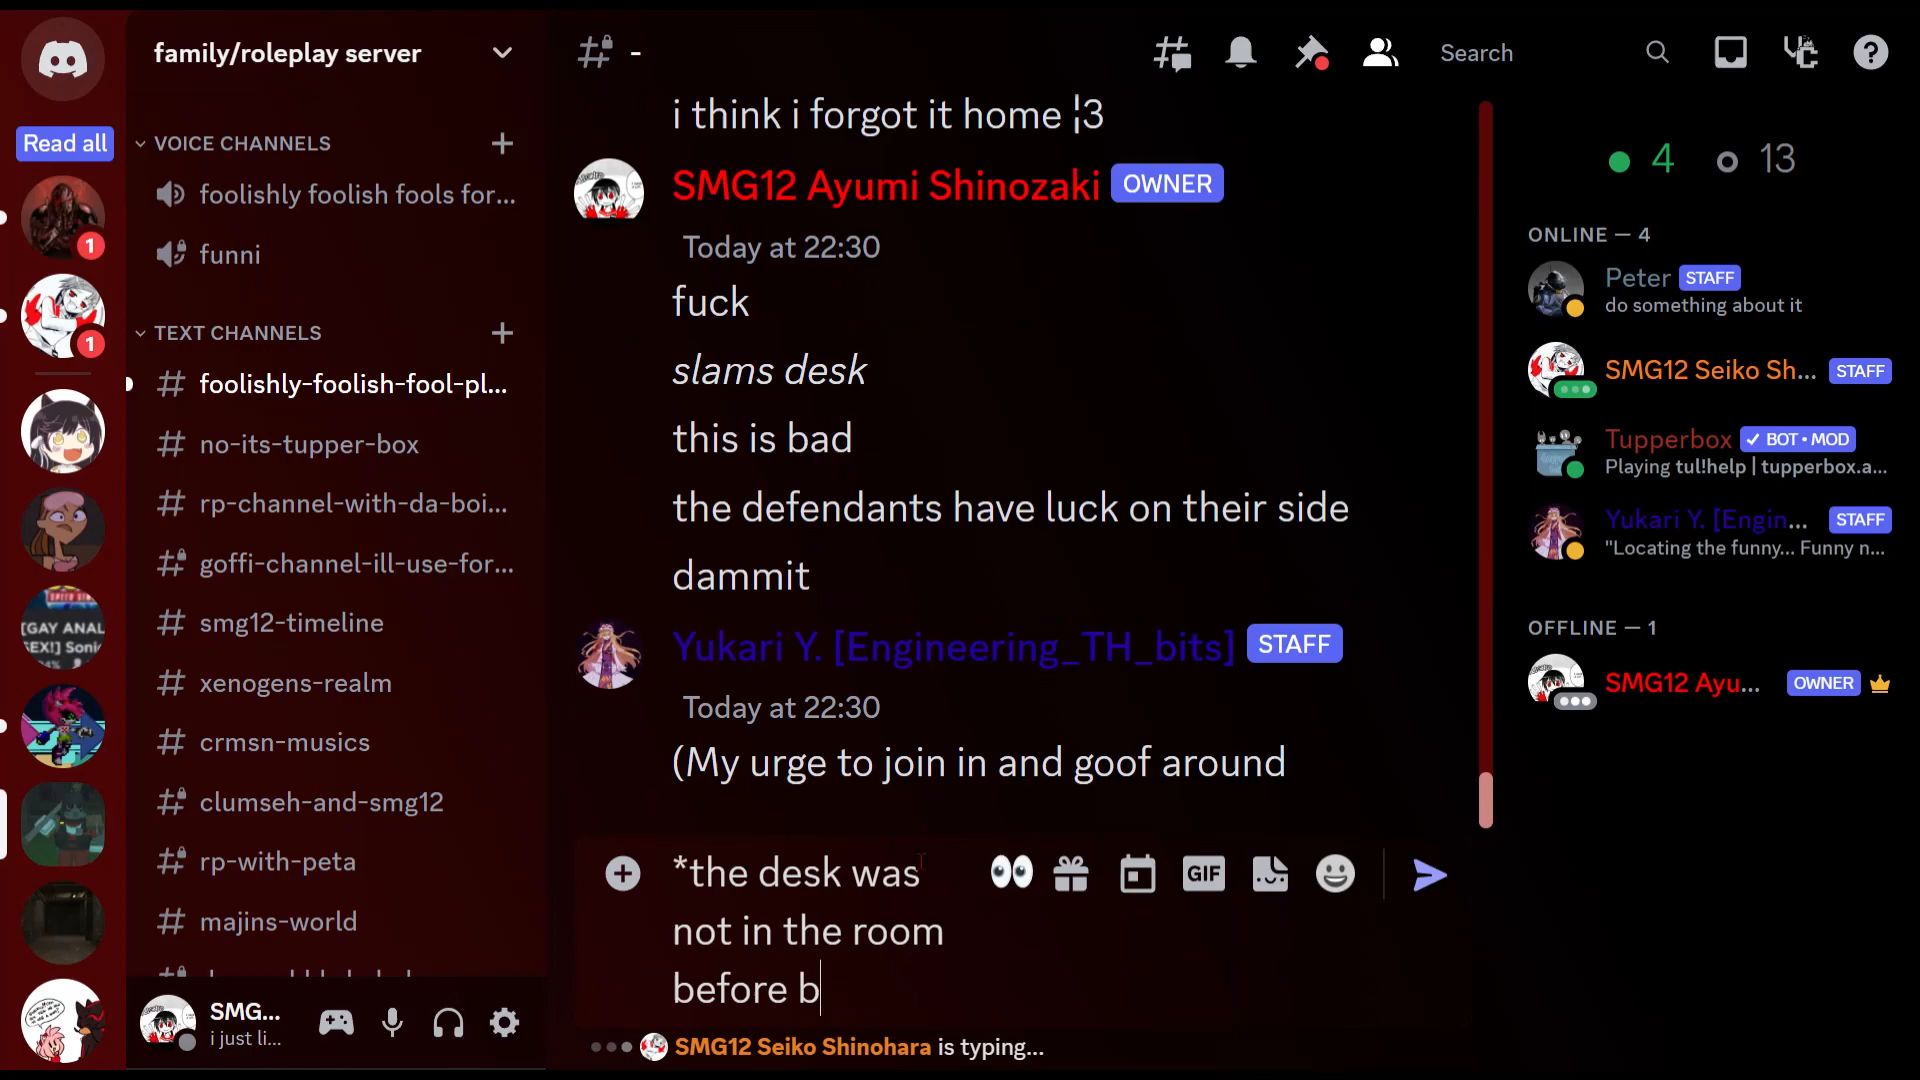 family/roleplay server
-
Search
Read all
VOICE CHANNELS
foolishly foolish fools for...
funni
TEXT CHANNELS
foolishly-foolish-fool-pl...
no-its-tupper-box
rp-channel-with-da-boi...
goffi-channel-ill-use-for...
smg12-timeline
xenogens-realm
crmsn-musics
clumseh-and-smg12
rp-with-peta
majins-world
1
1
[GAY ANAL
SEX!] Soni
SMG...
i just li...
i think i forgot it home ¦3
SMG12 Ayumi Shinozaki OWNER
Today at 22:30
fuck
slams desk
this is bad
the defendants have luck on their side
dammit
Yukari Y. [Engineering_TH_bits] STAFF
Today at 22:30
(My urge to join in and goof around
*the desk was
not in the room
before b
GIF
SMG12 Seiko Shinohara is typing...
4 13
ONLINE — 4
Peter STAFF
do something about it
SMG12 Seiko Sh... STAFF
Tupperbox ✓ BOT • MOD
Playing tul!help | tupperbox.a...
Yukari Y. [Engin... STAFF
"Locating the funny... Funny n...
OFFLINE — 1
SMG12 Ayu... OWNER